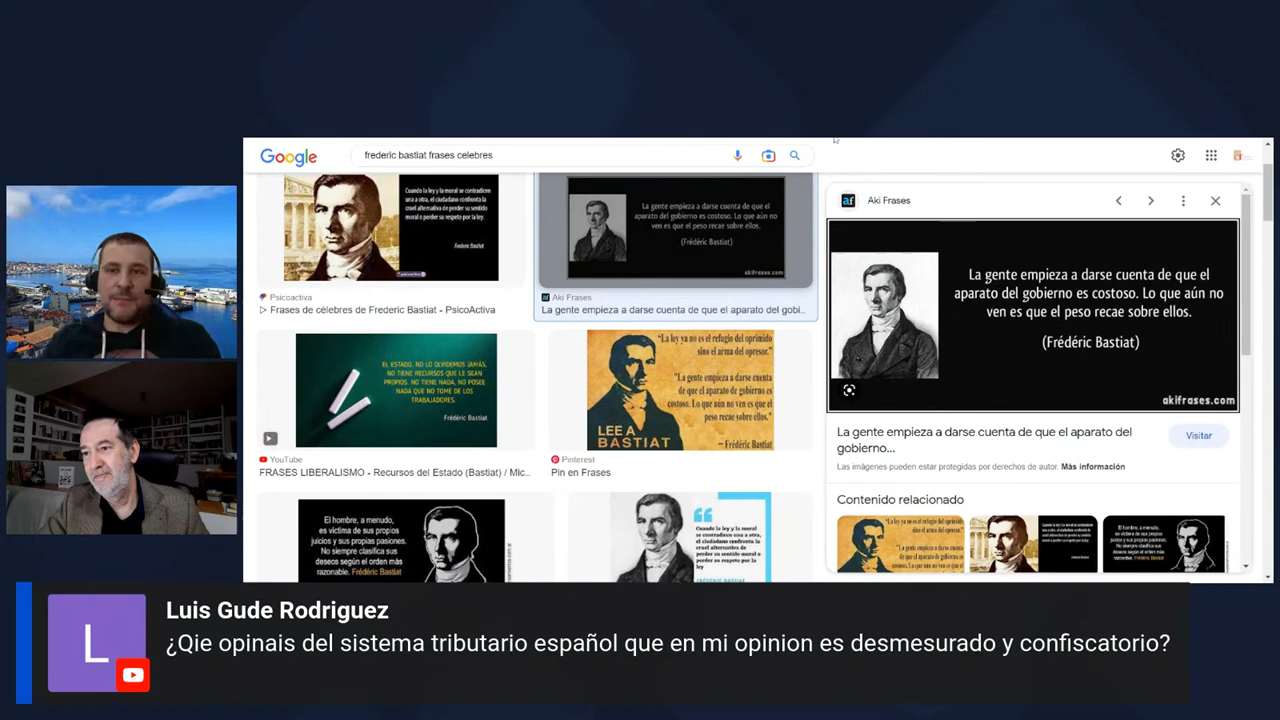 Google
frederic bastiat frases celebres
Cuando la ley y la moral se contradicen
una a otra, el ciudadano confronta la
cruel alternativa de perder su sentido
moral o perder su respeto por la ley.
Frederic Bastiat
Psicoactiva
▷ Frases de célebres de Frederic Bastiat - PsicoActiva
La gente empieza a darse cuenta de que el
aparato del gobierno es costoso. Lo que aún no
ven es que el peso recae sobre ellos.
(Frédéric Bastiat)
akifrases.com
Aki Frases
La gente empieza a darse cuenta de que el aparato del gobi...
EL ESTADO, NO LO OLVIDEMOS JAMÁS,
NO TIENE RECURSOS QUE LE SEAN
PROPIOS. NO TIENE NADA, NO POSEE
NADA QUE NO TOME DE LOS
TRABAJADORES.
Frédéric Bastiat
YouTube
FRASES LIBERALISMO - Recursos del Estado (Bastiat) / Mic...
"La ley ya no es el refugio del oprimido
sino el arma del opresor."
"La gente empieza a darse cuenta
de que el aparato de gobierno es
costoso. Lo que aún no ven es que el
peso recae sobre ellos."
– Frédéric Bastiat
LEE A
BASTIAT
Pinterest
Pin en Frases
El hombre, a menudo,
es víctima de sus propios
juicios y sus propias pasiones.
No siempre clasifica sus
deseos según el orden más
razonable. Frédéric Bastiat
Cuando la ley y la moral
se contradicen una a
otra, el ciudadano
confronta la cruel
alternativa de perder
su sentido moral o
perder su respeto por la
ley
FRÉDÉRIC BASTIAT
af
Aki Frases
La gente empieza a darse cuenta de que el
aparato del gobierno es costoso. Lo que aún no
ven es que el peso recae sobre ellos.
(Frédéric Bastiat)
akifrases.com
La gente empieza a darse cuenta de que el aparato del
gobierno...
Visitar
Las imágenes pueden estar protegidas por derechos de autor. Más información
Contenido relacionado
L
Luis Gude Rodriguez
¿Qie opinais del sistema tributario español que en mi opinion es desmesurado y confiscatorio?